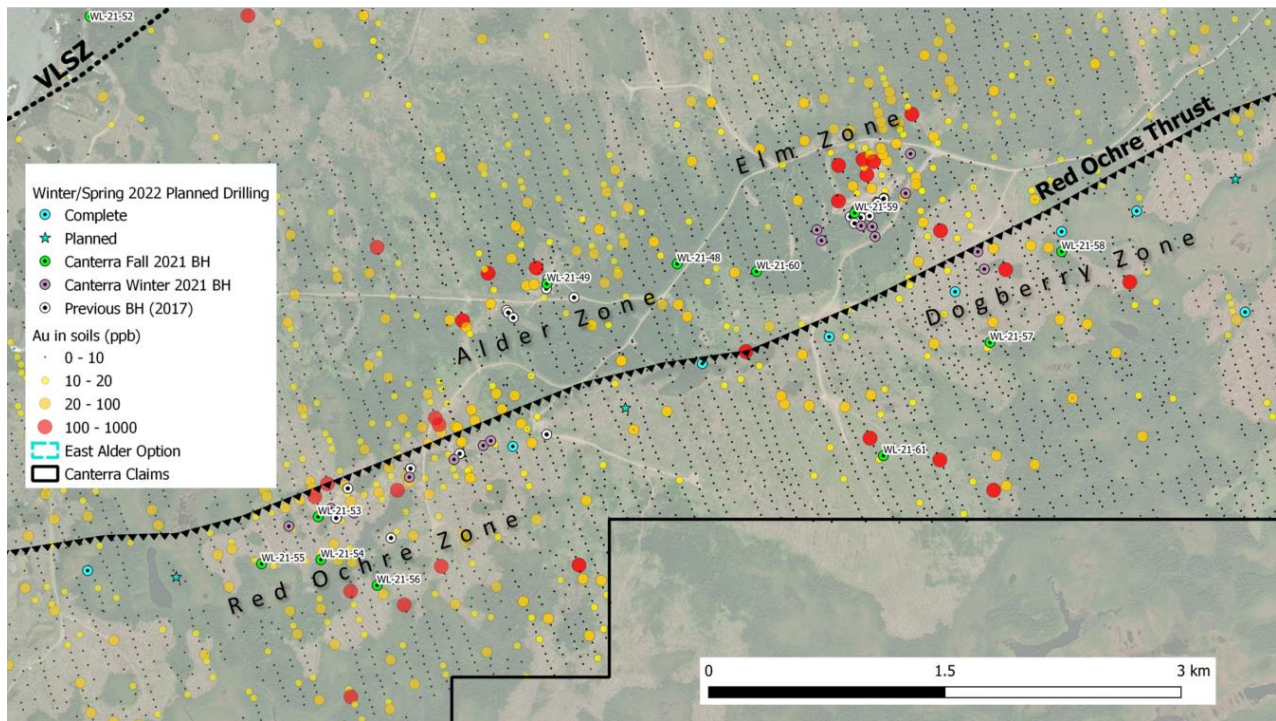 WL-21-52
VLSZ
Elm Zone
Red Ochre Thrust
Winter/Spring 2022 Planned Drilling
Complete
Planned
Canterra Fall 2021 BH
Canterra Winter 2021 BH
Previous BH (2017)
Au in soils (ppb)
0 - 10
10 - 20
20 - 100
100 - 1000
East Alder Option
Canterra Claims
WL-21-59
WL-21-58
WL-21-48
WL-21-60
WL-21-49
Dogberry Zone
Alder Zone
WL-21-57
WL-21-61
WL-21-53
WL-21-54
WL-21-55
WL-21-56
Red Ochre Zone
0 1.5 3 km